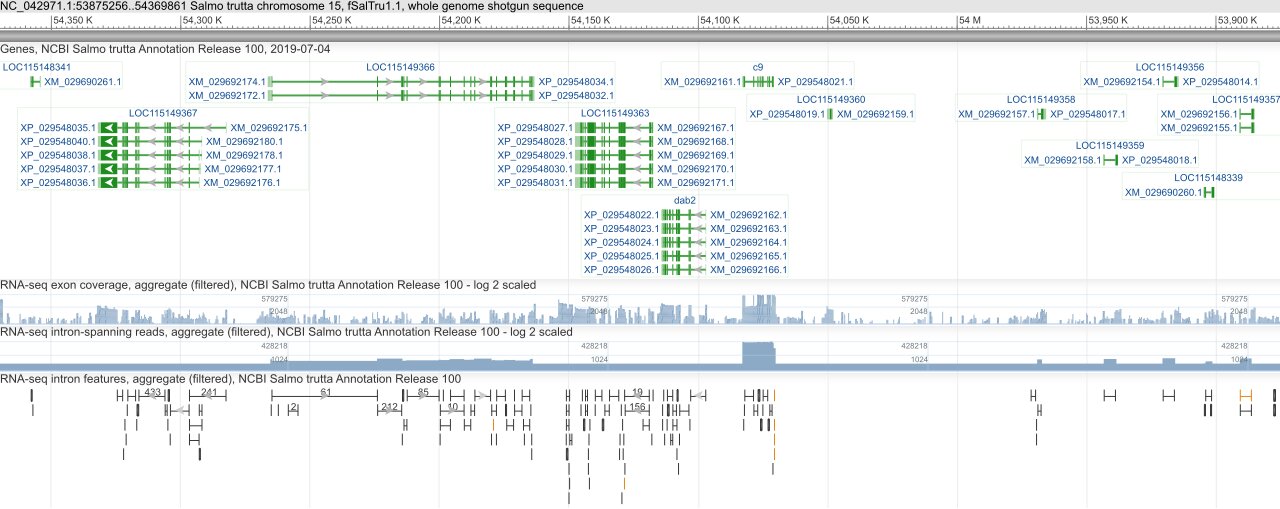 NC_042971.1:53875256..54369861 Salmo trutta chromosome 15, fSalTru1.1, whole genome shotgun sequence
54,350 K 54,300 K 54,250 K 54,200 K 54,150 K 54,100 K 54,050 K 54 M 53,950 K 53,900 K
Genes, NCBI Salmo trutta Annotation Release 100, 2019-07-04
LOC115148341 LOC115149366 c9 LOC115149356
XM_029690261.1 XM_029692174.1 XP_029548034.1 XM_029692161.1 XP_029548021.1 XM_029692154.1 XP_029548014.1
XM_029692172.1 XP_029548032.1
LOC115149360 LOC115149358 LOC115149357
LOC115149367 LOC115149363 XP_029548019.1 XM_029692159.1 XM_029692157.1 XP_029548017.1 XM_029692156.1
XP_029548035.1 XM_029692175.1 XP_029548027.1 XM_029692167.1 XM_029692155.1
XP_029548040.1 XM_029692180.1 XP_029548028.1 XM_029692168.1 LOC115149359
XP_029548038.1 XM_029692178.1 XP_029548029.1 XM_029692169.1 XM_029692158.1 XP_029548018.1
XP_029548037.1 XM_029692177.1 XP_029548030.1 XM_029692170.1 LOC115148339
XP_029548036.1 XM_029692176.1 XP_029548031.1 XM_029692171.1 XM_029690260.1
dab2
XP_029548022.1 XM_029692162.1
XP_029548023.1 XM_029692163.1
XP_029548024.1 XM_029692164.1
XP_029548025.1 XM_029692165.1
XP_029548026.1 XM_029692166.1
RNA-seq exon coverage, aggregate (filtered), NCBI Salmo trutta Annotation Release 100 - log 2 scaled
579275 579275 579275 579275
2048 2048 2048 2048
RNA-seq intron-spanning reads, aggregate (filtered), NCBI Salmo trutta Annotation Release 100 - log 2 scaled
428218 428218 428218 428218
1024 1024 1024 1024
RNA-seq intron features, aggregate (filtered), NCBI Salmo trutta Annotation Release 100
433 241 61 85 19
2 212 10 156